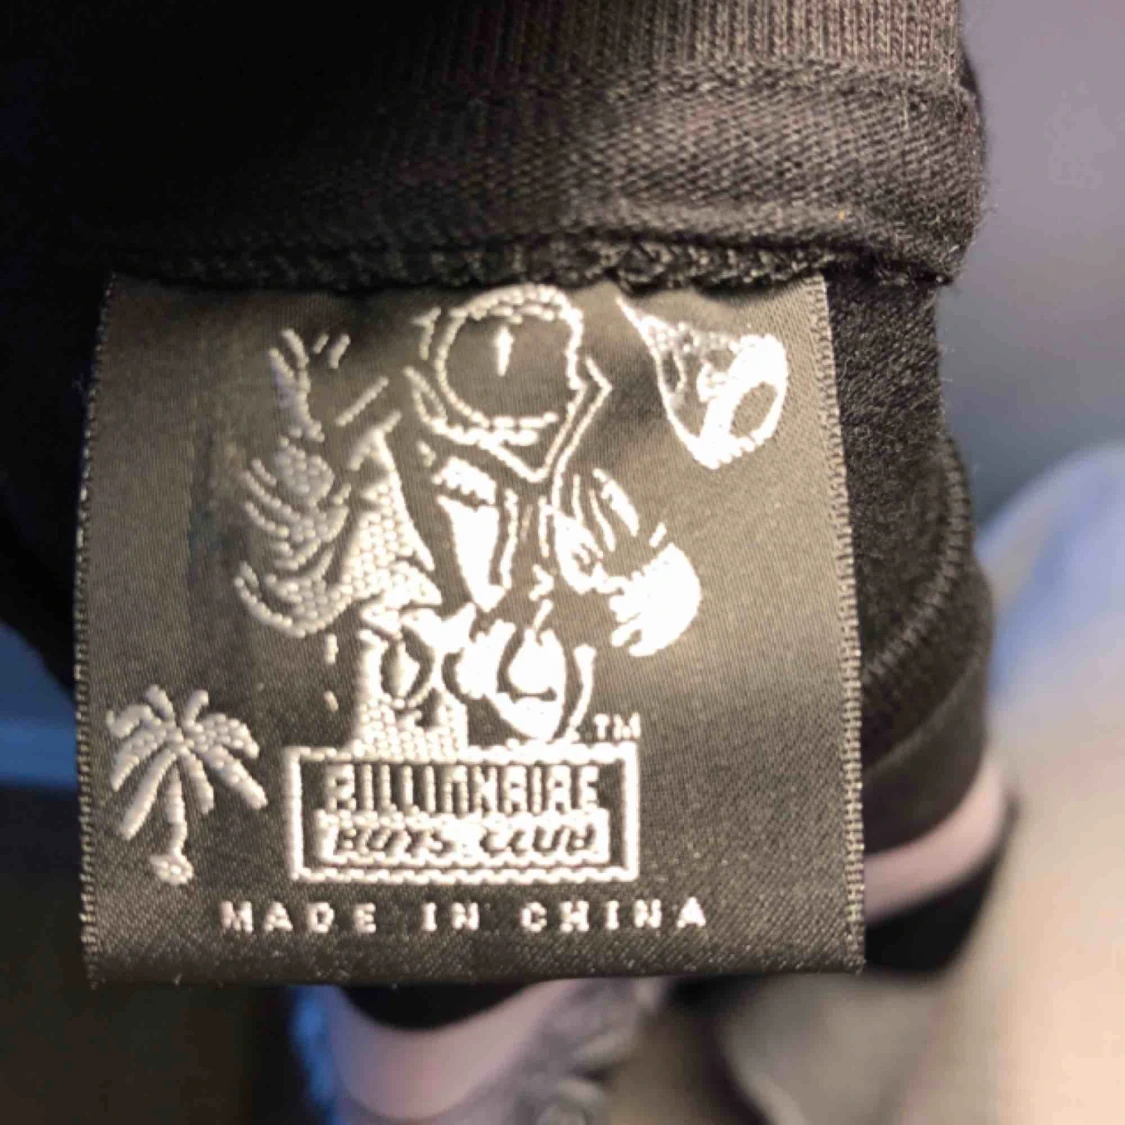 TM
BILLIONAIRE
BOYS CLUB
MADE IN CHINA